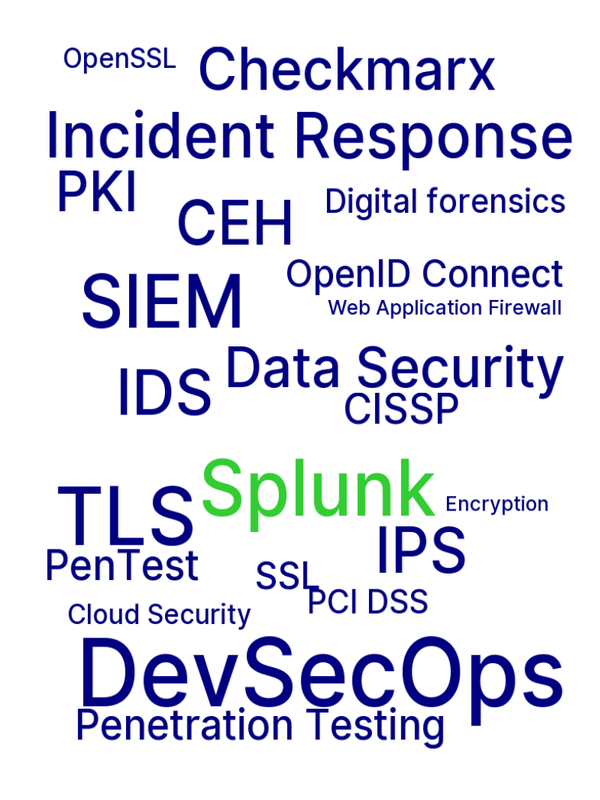 OpenSSL
Checkmarx
Incident Response
PKI
Digital forensics
CEH
OpenID Connect
SIEM
Web Application Firewall
Data Security
IDS
CISSP
Splunk
TLS
Encryption
IPS
PenTest
SSL
PCI DSS
Cloud Security
DevSecOps
Penetration Testing